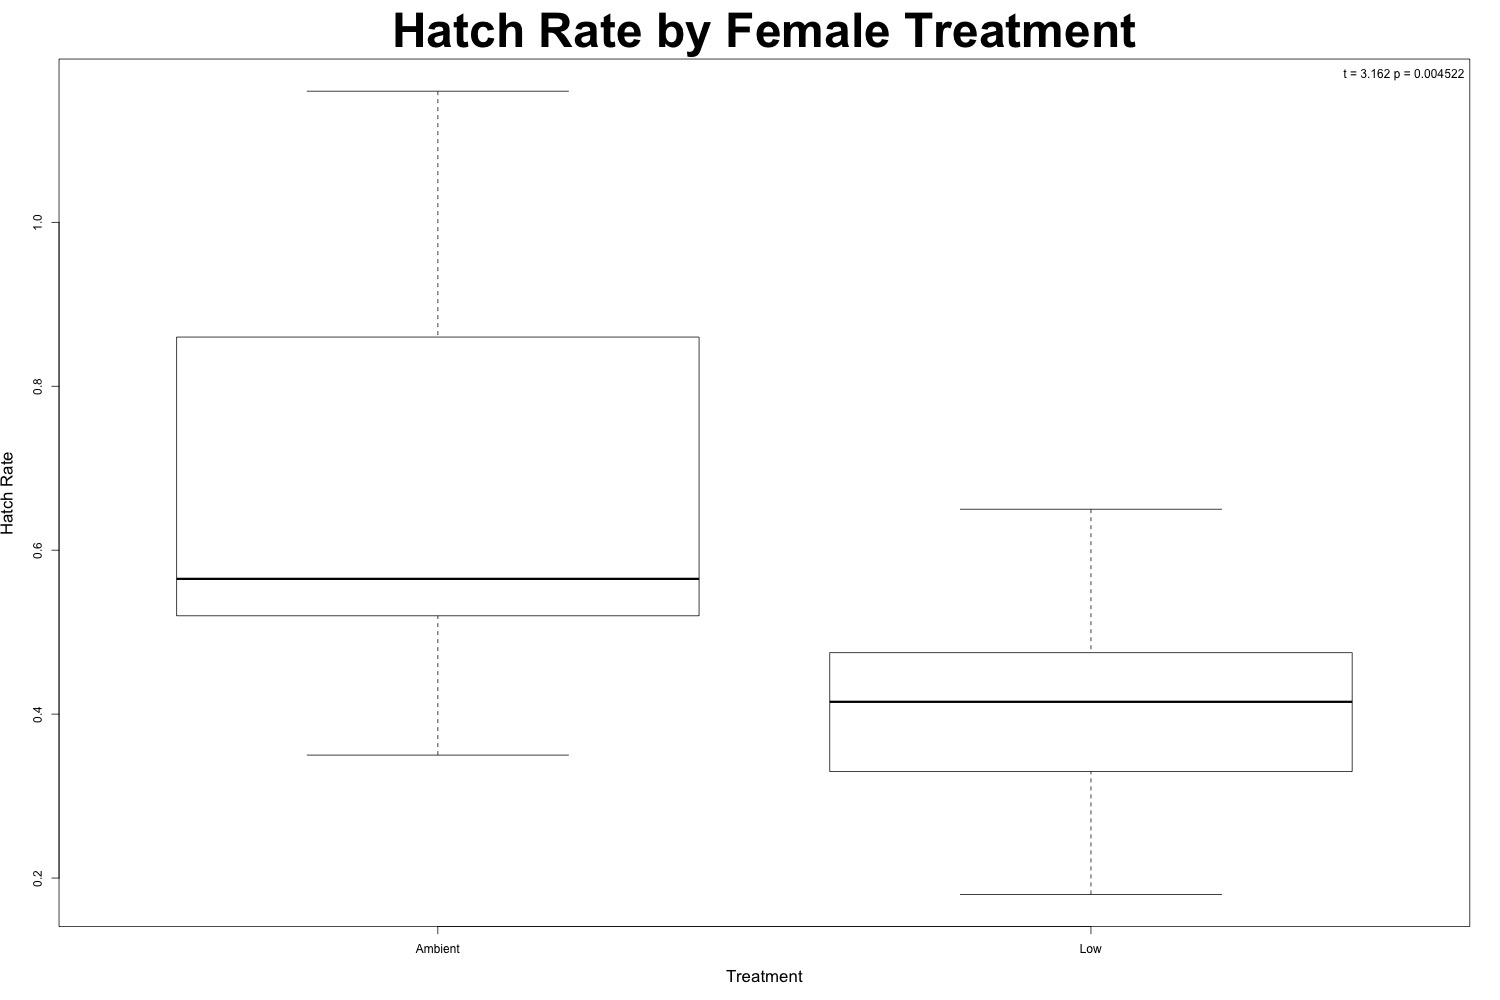 Hatch Rate by Female Treatment
t = 3.162 p = 0.004522
Hatch Rate
1.0
0.8
0.6
0.4
0.2
Ambient
Low
Treatment